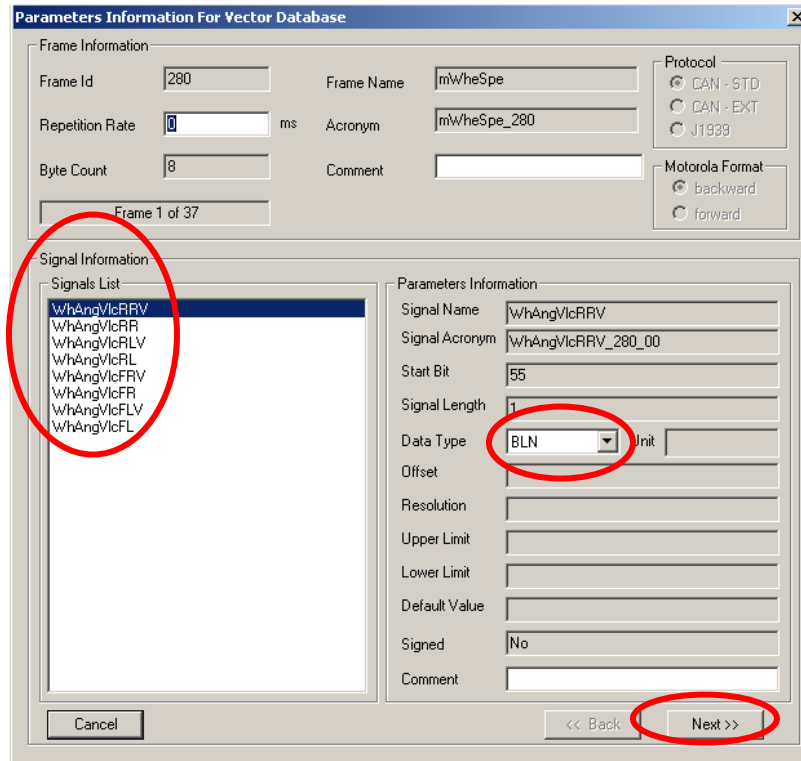 Parameters Information For Vector Database
Frame Information
Frame Id 280 Frame Name mWheSpe
Repetition Rate 0 ms Acronym mWheSpe_280
Byte Count 8 Comment
Frame 1 of 37
Protocol
CAN - STD
CAN - EXT
J1939
Motorola Format
backward
forward
Signal Information
Signals List
WhAngVlcRRV
WhAngVlcRR
WhAngVlcRLV
WhAngVlcRL
WhAngVlcFRV
WhAngVlcFR
WhAngVlcFLV
WhAngVlcFL
Parameters Information
Signal Name WhAngVlcRRV
Signal Acronym WhAngVlcRRV_280_00
Start Bit 55
Signal Length 1
Data Type BLN Unit
Offset
Resolution
Upper Limit
Lower Limit
Default Value
Signed No
Comment
Cancel << Back Next >>